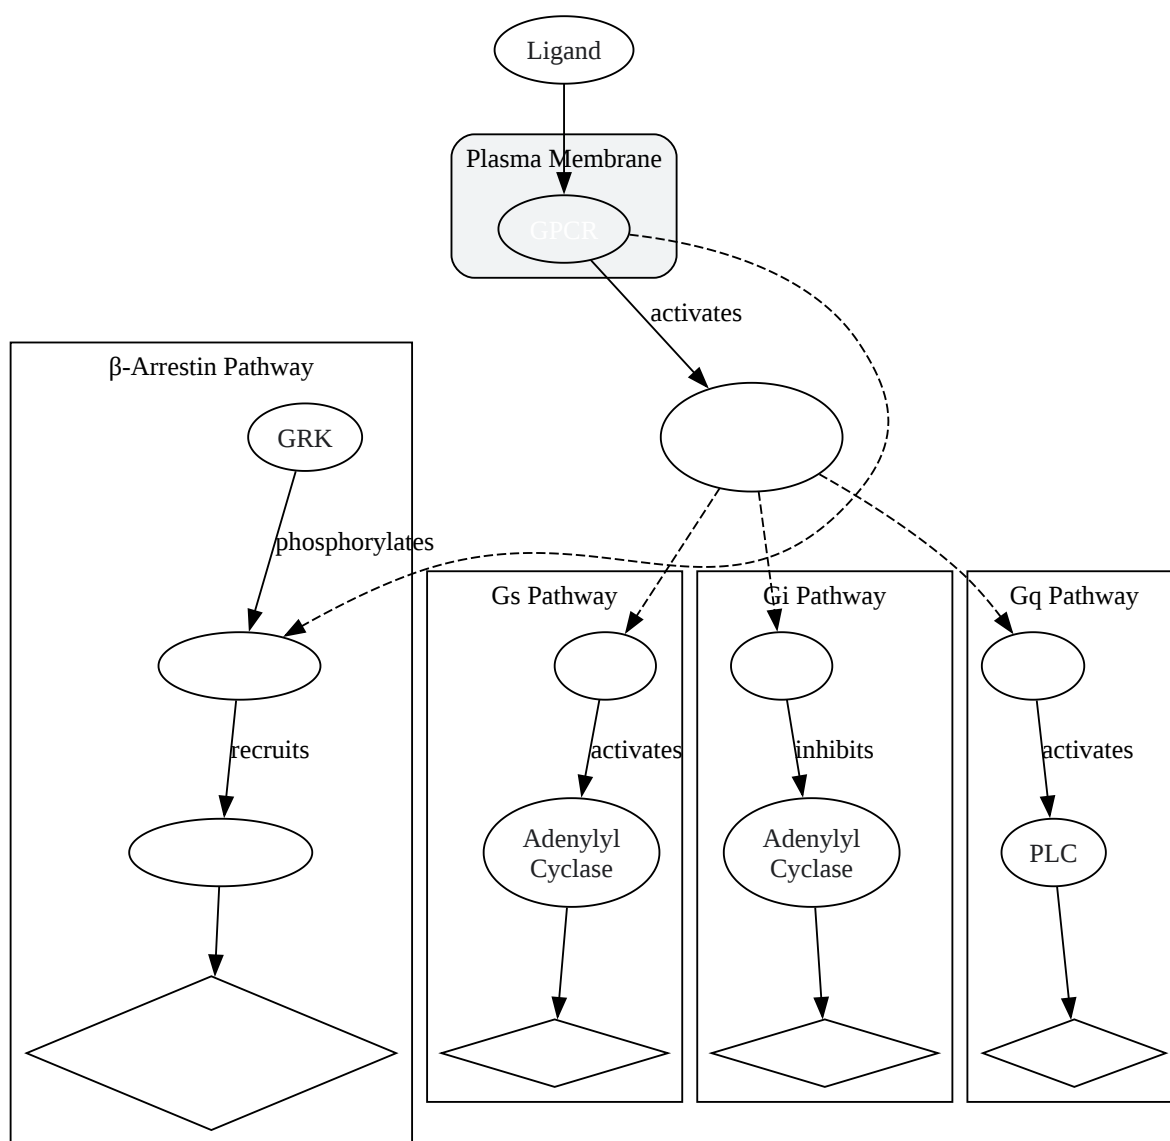 Ligand
Plasma Membrane
GPCR
activates
β-Arrestin Pathway
GRK
phosphorylates
Gs Pathway
Gi Pathway
Gq Pathway
recruits
activates
inhibits
activates
Adenylyl
Cyclase
Adenylyl
Cyclase
PLC